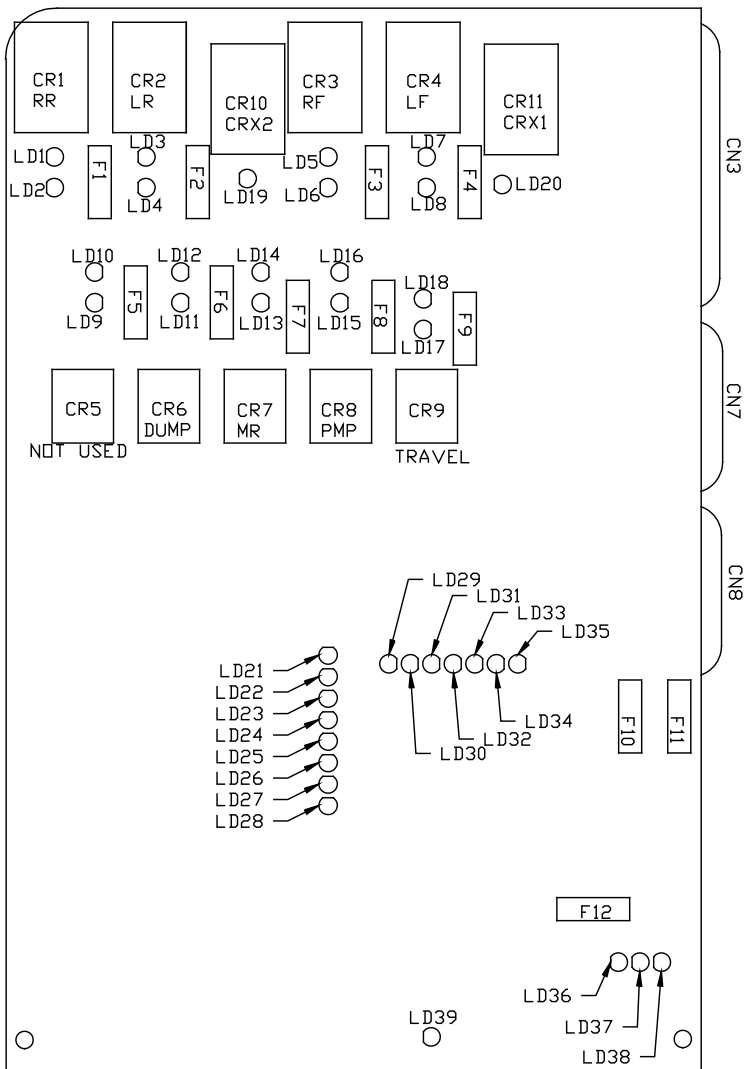 CR1
RR
CR2
LR
CR10
CRX2
CR3
RF
CR4
LF
CR11
CRX1
CN3
LD1
LD2
F1
LD3
LD4
F2
LD19
LD5
LD6
F3
LD7
LD8
F4
LD20
LD10
LD9
F5
LD12
LD11
F6
LD14
LD13
F7
LD16
LD15
F8
LD18
LD17
F9
CN7
CR5
NOT USED
CR6
DUMP
CR7
MR
CR8
PMP
CR9
TRAVEL
CN8
LD29
LD31
LD33
LD35
LD21
LD22
LD23
LD24
LD25
LD26
LD27
LD28
LD34
LD32
LD30
F10
F11
F12
LD36
LD37
LD38
LD39